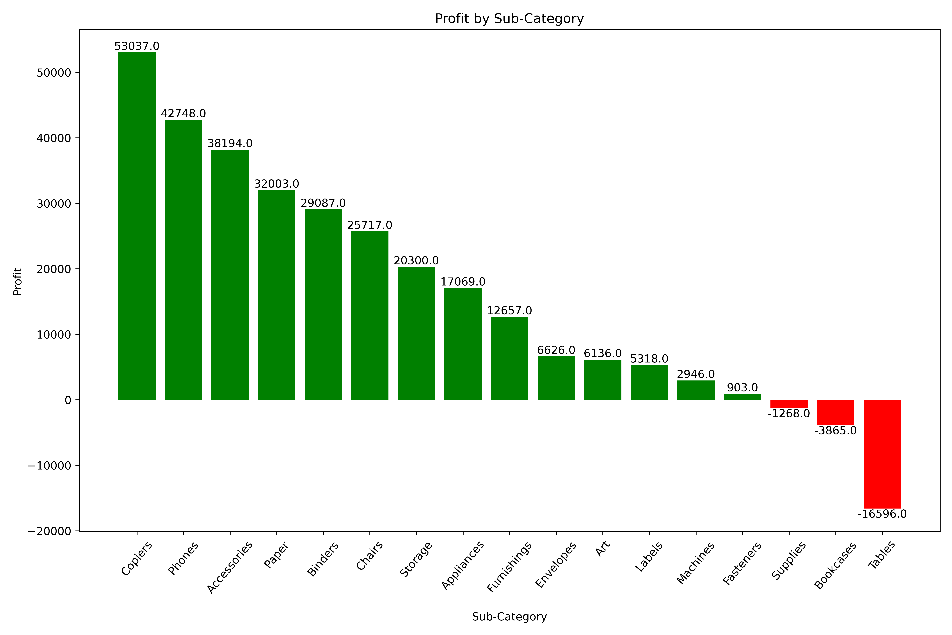 Profit by Sub-Category
Profit
50000
40000
30000
20000
10000
0
−10000
−20000
53037.0
42748.0
38194.0
32003.0
29087.0
25717.0
20300.0
17069.0
12657.0
6626.0
6136.0
5318.0
2946.0
903.0
-1268.0
-3865.0
-16596.0
Copiers
Phones
Accessories
Paper
Binders
Chairs
Storage
Appliances
Furnishings
Envelopes
Art
Labels
Machines
Fasteners
Supplies
Bookcases
Tables
Sub-Category